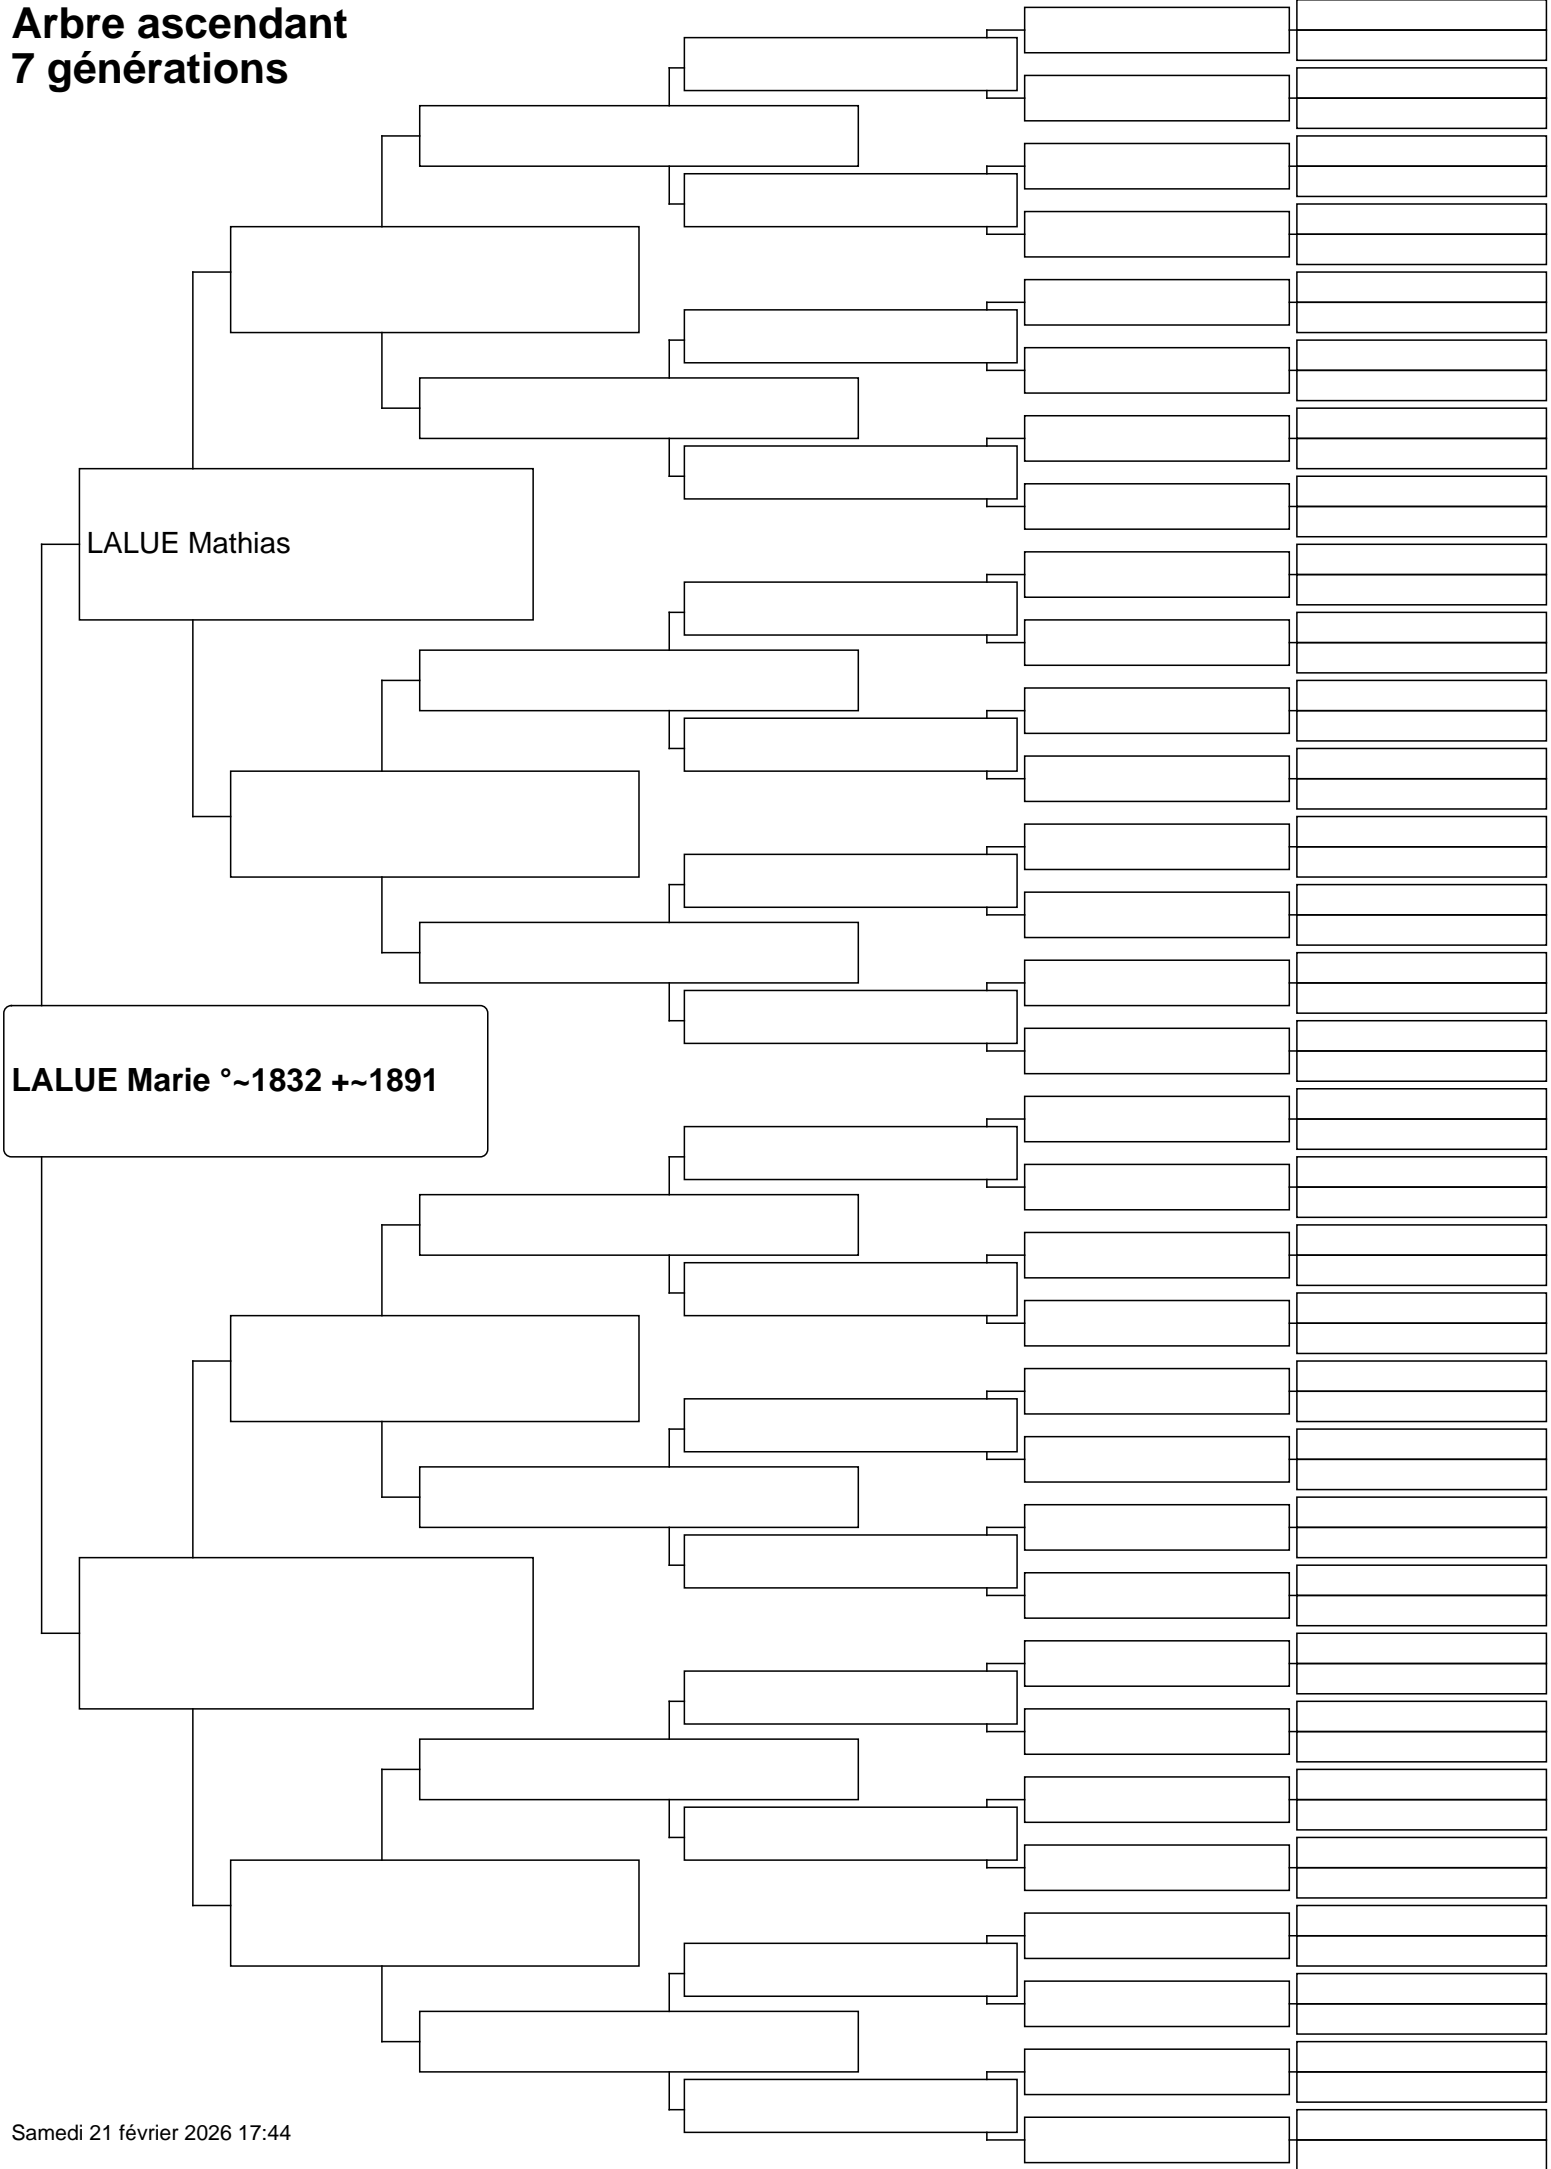 Arbre ascendant
7 générations
LALUE Mathias
LALUE Marie °~1832 +~1891
Samedi 21 février 2026 17:44